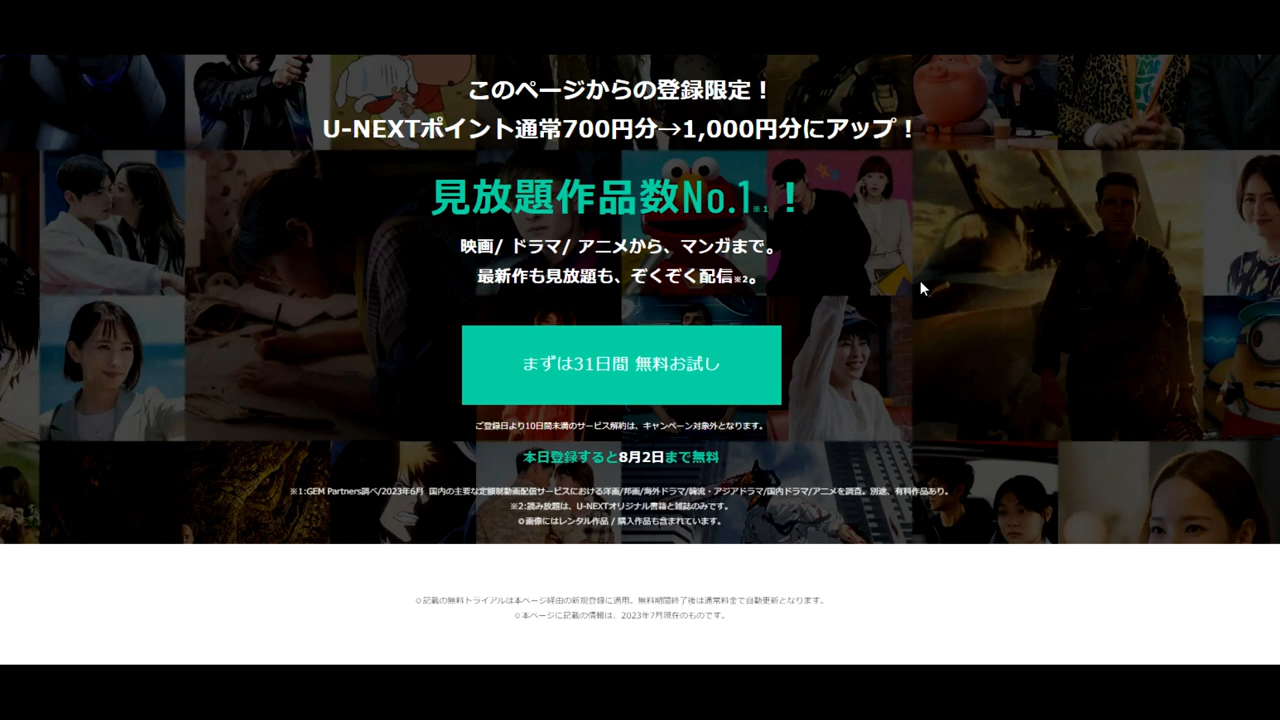 このページからの登録限定！
U-NEXTポイント通常700円分→1,000円分にアップ！
見放題作品数No.1※1！
映画/ ドラマ/ アニメから、マンガまで。
最新作も見放題も、ぞくぞく配信※2。
まずは31日間 無料お試し
ご登録日より10日間未満のサービス解約は、キャンペーン対象外となります。
本日登録すると8月2日まで無料
※1:GEM Partners調べ/2023年6月 国内の主要な定額制動画配信サービスにおける洋画/邦画/海外ドラマ/韓流・アジアドラマ/国内ドラマ/アニメを調査。別途、有料作品あり。
※2:読み放題は、U-NEXTオリジナル書籍と雑誌のみです。
◎画像にはレンタル作品 / 購入作品も含まれています。
◎記載の無料トライアルは本ページ経由の新規登録に適用。無料期間終了後は通常料金で自動更新となります。
◎本ページに記載の情報は、2023年7月現在のものです。